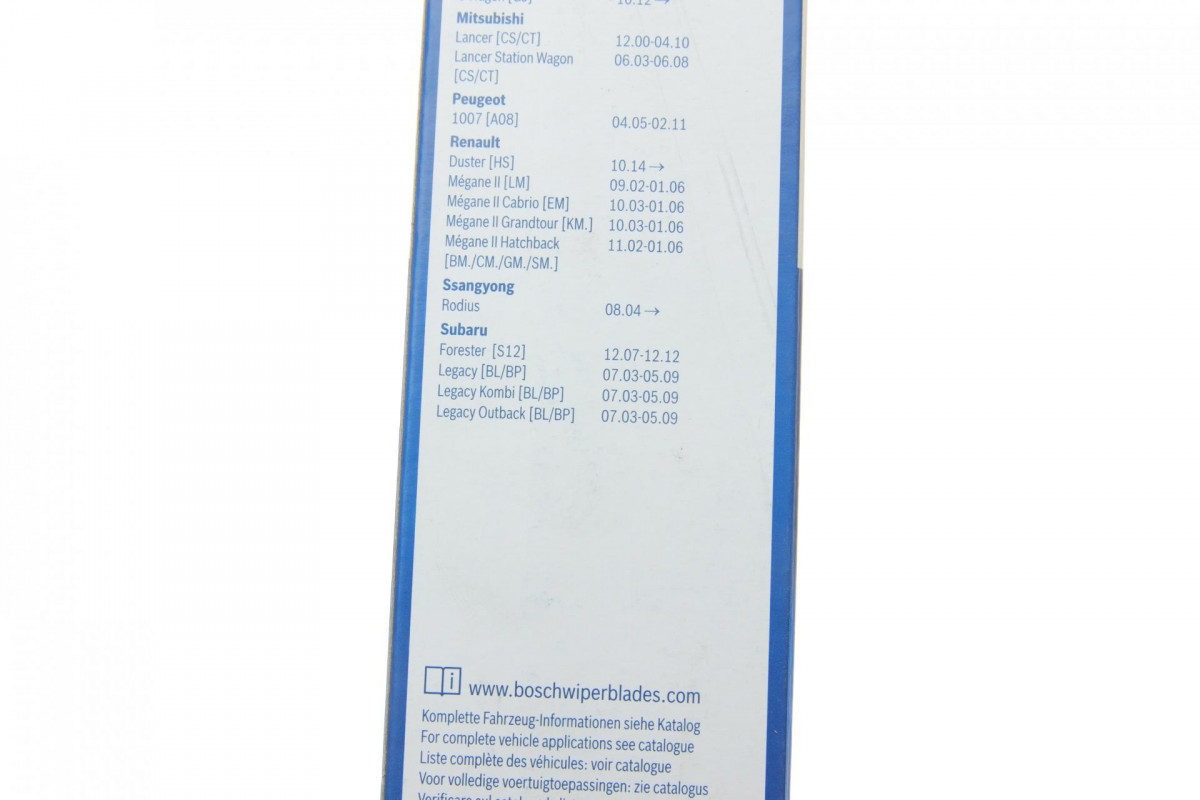 10.12→
Mitsubishi
Lancer [CS/CT] 12.00-04.10
Lancer Station Wagon 06.03-06.08
[CS/CT]
Peugeot
1007 [A08] 04.05-02.11
Renault
Duster [HS] 10.14→
Mégane II [LM] 09.02-01.06
Mégane II Cabrio [EM] 10.03-01.06
Mégane II Grandtour [KM.] 10.03-01.06
Mégane II Hatchback 11.02-01.06
[BM./CM./GM./SM.]
Ssangyong
Rodius 08.04→
Subaru
Forester [S12] 12.07-12.12
Legacy [BL/BP] 07.03-05.09
Legacy Kombi [BL/BP] 07.03-05.09
Legacy Outback [BL/BP] 07.03-05.09
i www.boschwiperblades.com
Komplette Fahrzeug-Informationen siehe Katalog
For complete vehicle applications see catalogue
Liste complète des véhicules: voir catalogue
Voor volledige voertuigtoepassingen: zie catalogus
Verificare sul